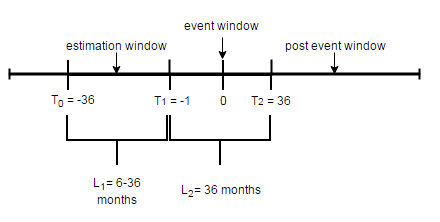 event window
estimation window
post event window
T0 = -36
T1 = -1
0
T2 = 36
L1= 6-36
months
L2= 36 months